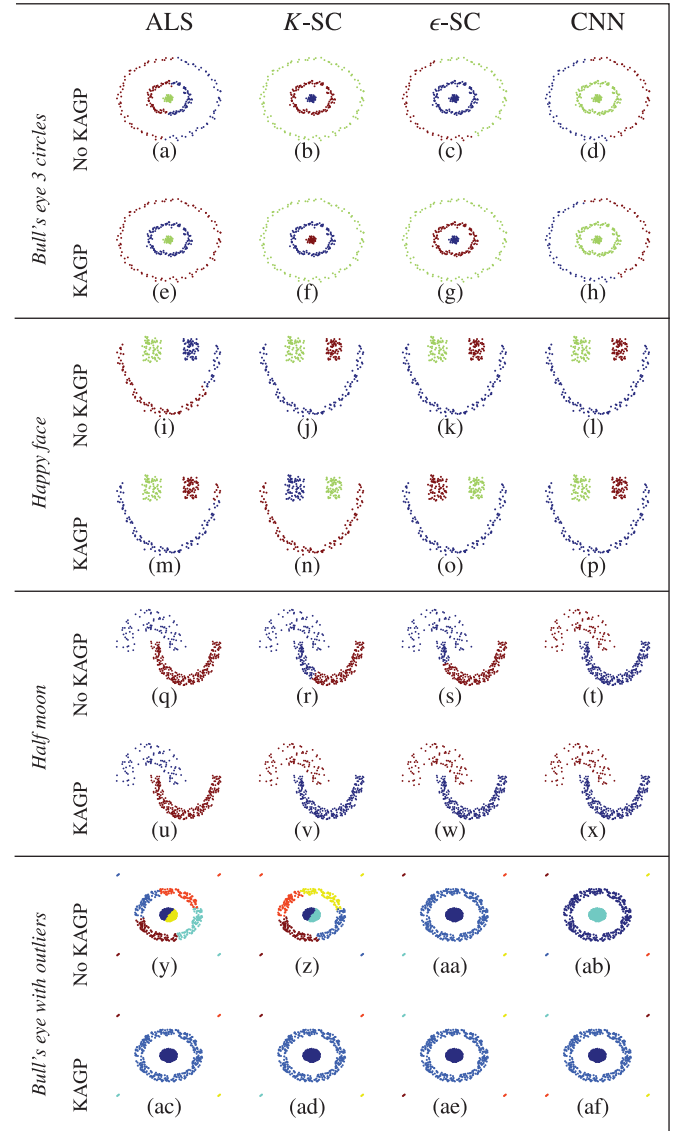 ALS K-SC ϵ-SC CNN
Bull's eye 3 circles
No KAGP
(a) (b) (c) (d)
KAGP
(e) (f) (g) (h)
Happy face
No KAGP
(i) (j) (k) (l)
KAGP
(m) (n) (o) (p)
Half moon
No KAGP
(q) (r) (s) (t)
KAGP
(u) (v) (w) (x)
Bull's eye with outliers
No KAGP
(y) (z) (aa) (ab)
KAGP
(ac) (ad) (ae) (af)